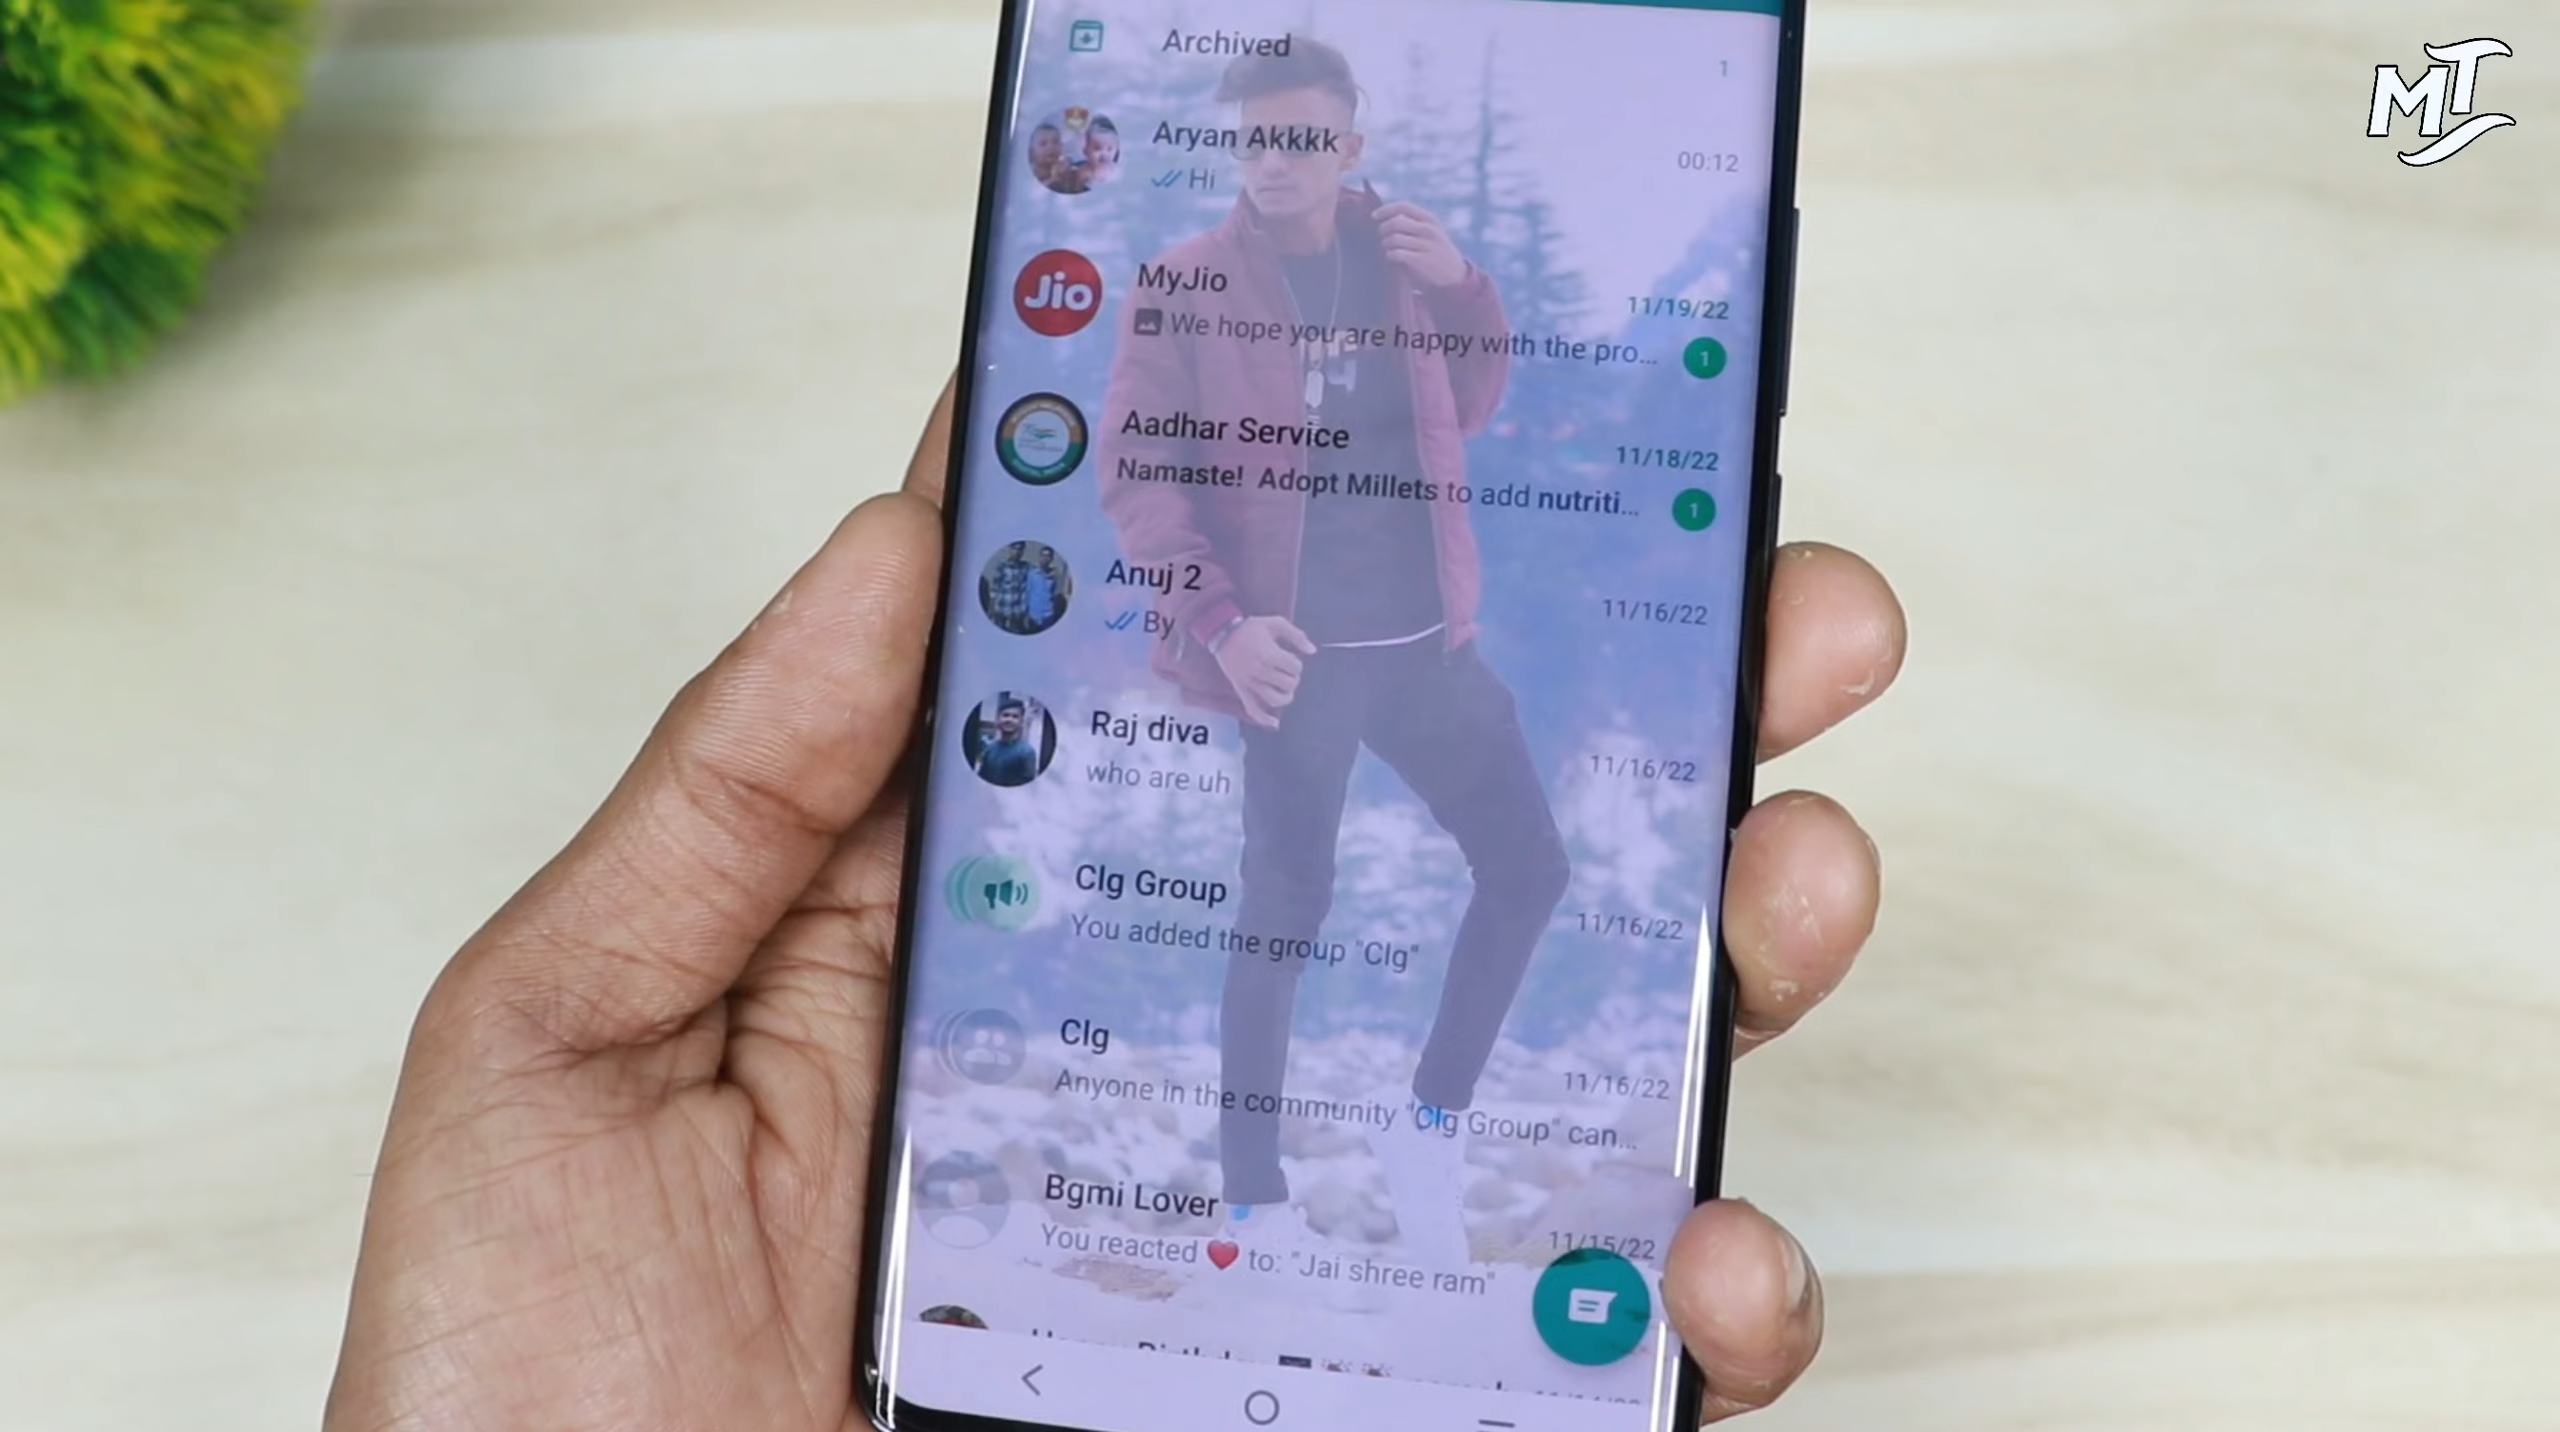 MT
Archived
1
Aryan Akkkk
00:12
Hi
Jio
MyJio
11/19/22
We hope you are happy with the pro...
1
Aadhar Service
11/18/22
Namaste! Adopt Millets to add nutriti...
1
Anuj 2
11/16/22
By
Raj diva
11/16/22
who are uh
Clg Group
11/16/22
You added the group "Clg"
Clg
11/16/22
Anyone in the community "Clg Group" can...
Bgmi Lover
11/15/22
You reacted ❤️ to: "Jai shree ram"